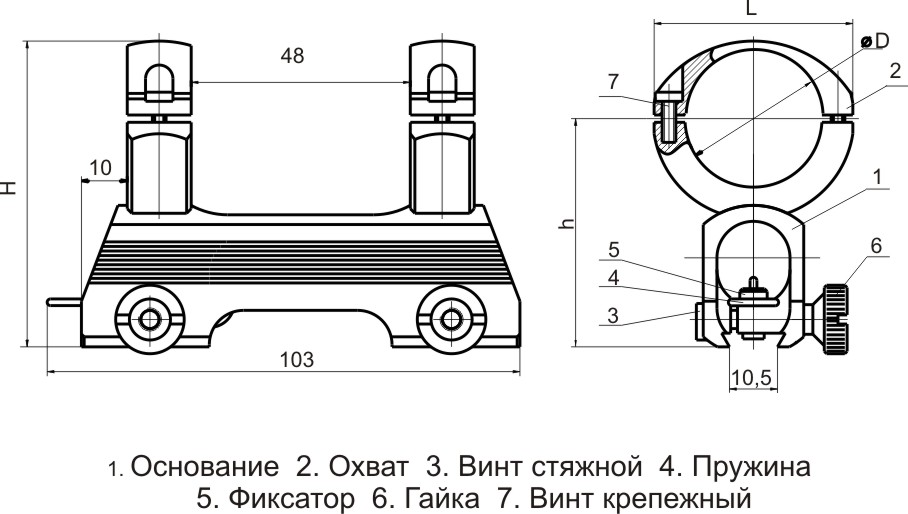 L
⌀D
48
7
2
10
H
1
h
5
6
4
3
103
10,5
1. Основание 2. Охват 3. Винт стяжной 4. Пружина
5. Фиксатор 6. Гайка 7. Винт крепежный